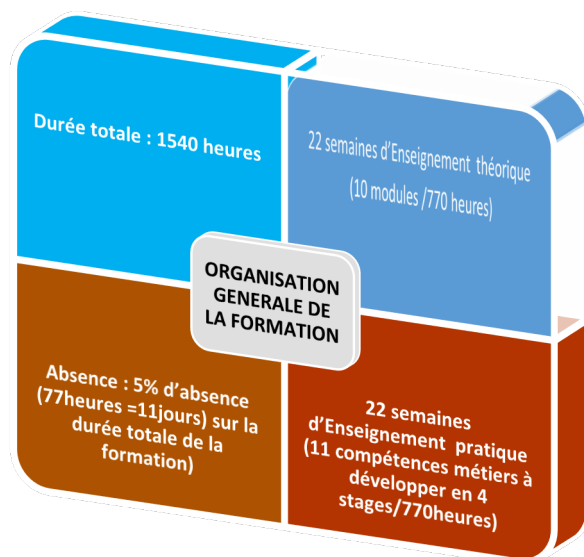 Durée totale : 1540 heures
22 semaines d'Enseignement théorique
(10 modules /770 heures)
ORGANISATION
GENERALE DE
LA FORMATION
Absence : 5% d'absence
(77heures =11jours) sur la
durée totale de la
formation)
22 semaines
d'Enseignement pratique
(11 compétences métiers à
développer en 4
stages/770heures)